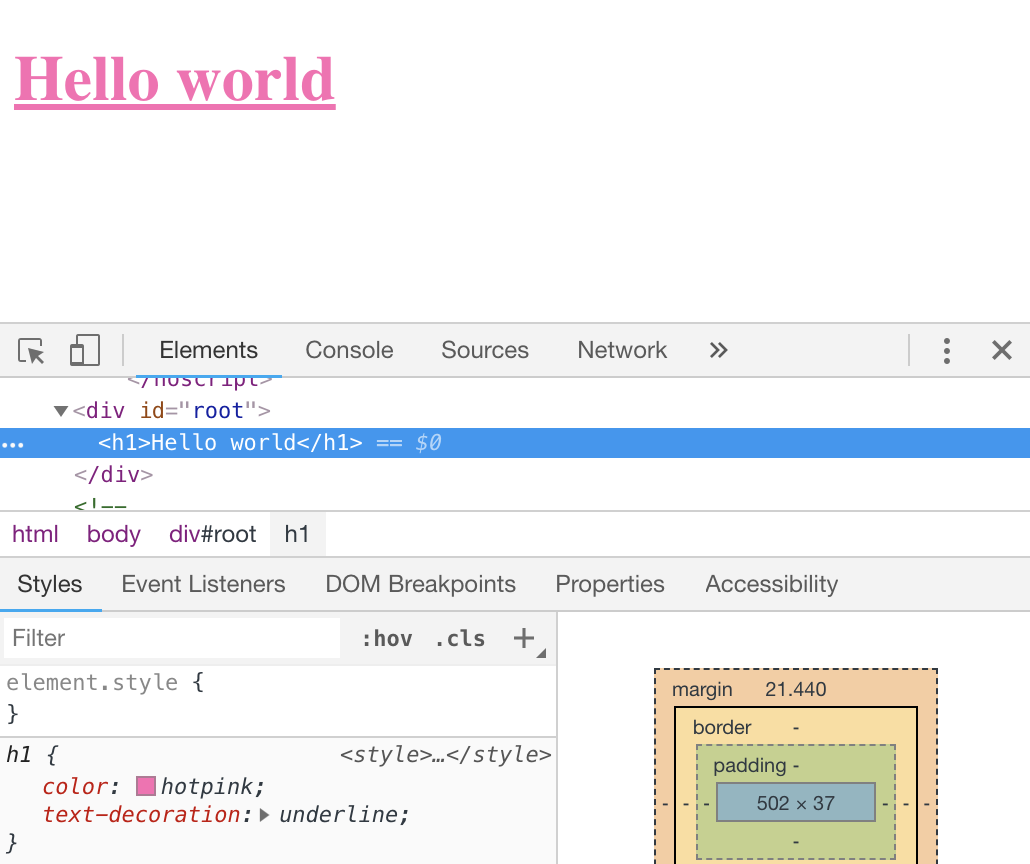 Hello world
Elements Console Sources Network »
</noscript>
▼<div id="root">
... <h1>Hello world</h1> == $0
</div>
<!--
html body div#root h1
Styles Event Listeners DOM Breakpoints Properties Accessibility
Filter :hov .cls +
element.style {
}
h1 { <style>…</style>
color: hotpink;
text-decoration:▶ underline;
}
margin 21.440
border -
padding -
- - - 502 × 37 - - -
-